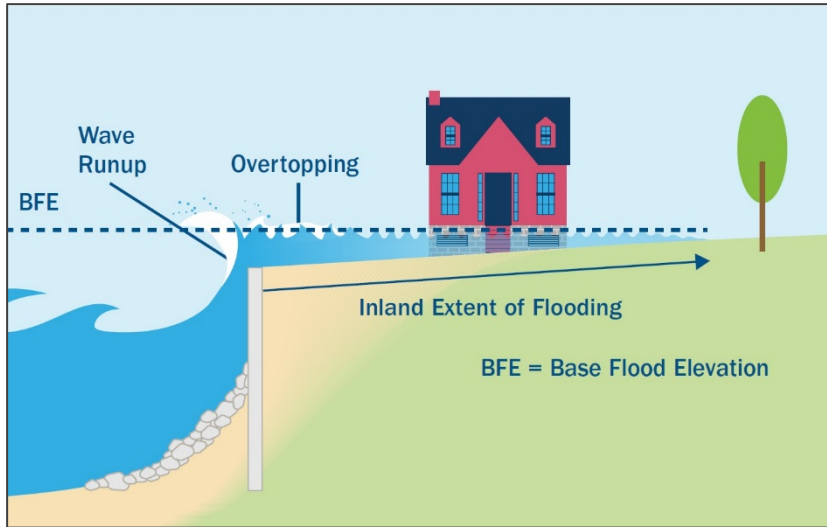 Wave
Runup
Overtopping
BFE
Inland Extent of Flooding
BFE = Base Flood Elevation